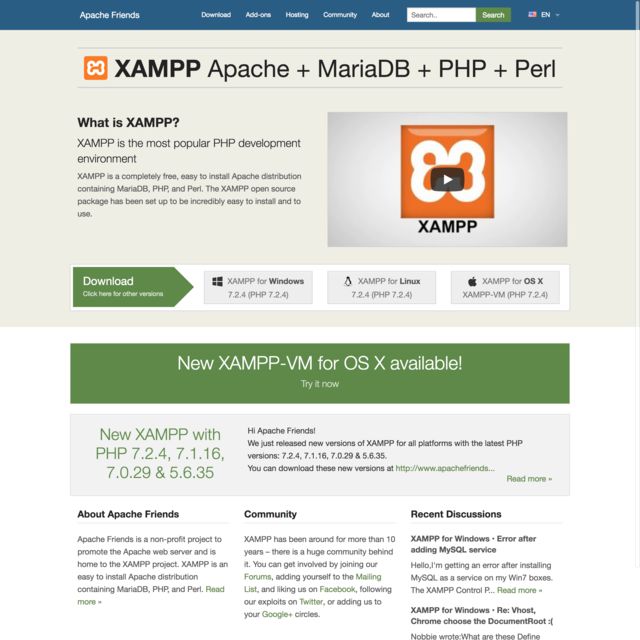 Apache Friends
Download Add-ons Hosting Community About Search.. Search EN
XAMPP Apache + MariaDB + PHP + Perl
What is XAMPP?
XAMPP is the most popular PHP development
environment
XAMPP is a completely free, easy to install Apache distribution
containing MariaDB, PHP, and Perl. The XAMPP open source
package has been set up to be incredibly easy to install and to
use.
XAMPP
Download
Click here for other versions
XAMPP for Windows
7.2.4 (PHP 7.2.4)
XAMPP for Linux
7.2.4 (PHP 7.2.4)
XAMPP for OS X
XAMPP-VM (PHP 7.2.4)
New XAMPP-VM for OS X available!
Try it now
New XAMPP with
PHP 7.2.4, 7.1.16,
7.0.29 & 5.6.35
Hi Apache Friends!
We just released new versions of XAMPP for all platforms with the latest PHP
versions: 7.2.4, 7.1.16, 7.0.29 & 5.6.35.
You can download these new versions at http://www.apachefriends...
Read more »
About Apache Friends
Apache Friends is a non-profit project to
promote the Apache web server and is
home to the XAMPP project. XAMPP is an
easy to install Apache distribution
containing MariaDB, PHP, and Perl. Read
more »
Community
XAMPP has been around for more than 10
years – there is a huge community behind
it. You can get involved by joining our
Forums, adding yourself to the Mailing
List, and liking us on Facebook, following
our exploits on Twitter, or adding us to
your Google+ circles.
Recent Discussions
XAMPP for Windows • Error after
adding MySQL service
Hello,I'm getting an error after installing
MySQL as a service on my Win7 boxes.
The XAMPP Control P... Read more »
XAMPP for Windows • Re: Vhost,
Chrome choose the DocumentRoot :(
Nobbie wrote:What are these? Define